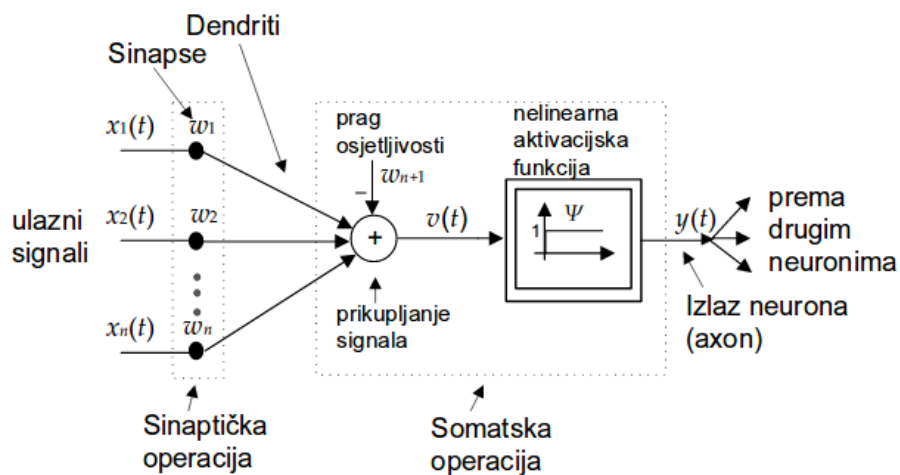 Dendriti
Sinapse
x1(t)
w1
prag
osjetljivosti
wn+1
−
nelinearna
aktivacijska
funkcija
ulazni
signali
x2(t)
w2
+
v(t)
Ψ
1
y(t)
prema
drugim
neuronima
xn(t)
wn
prikupljanje
signala
Izlaz neurona
(axon)
Sinaptička
operacija
Somatska
operacija